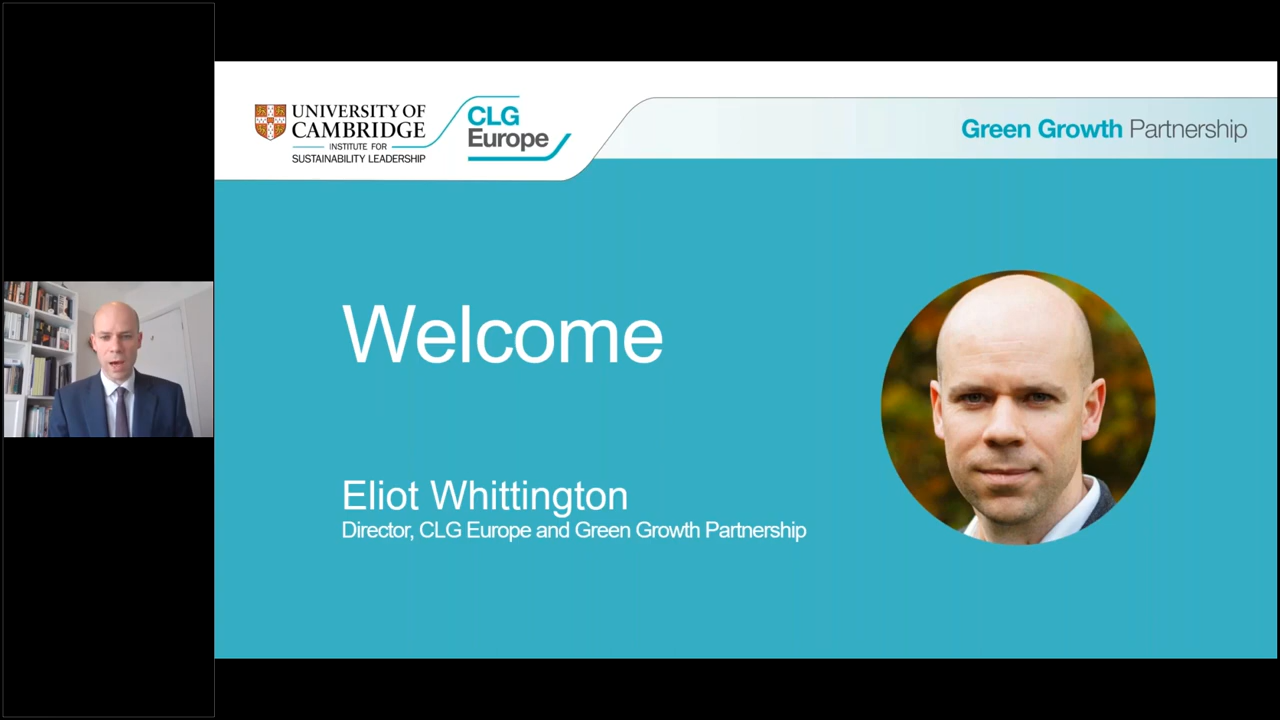 UNIVERSITY OF
CAMBRIDGE
INSTITUTE FOR
SUSTAINABILITY LEADERSHIP
CLG
Europe
Green Growth Partnership
Welcome
Eliot Whittington
Director, CLG Europe and Green Growth Partnership